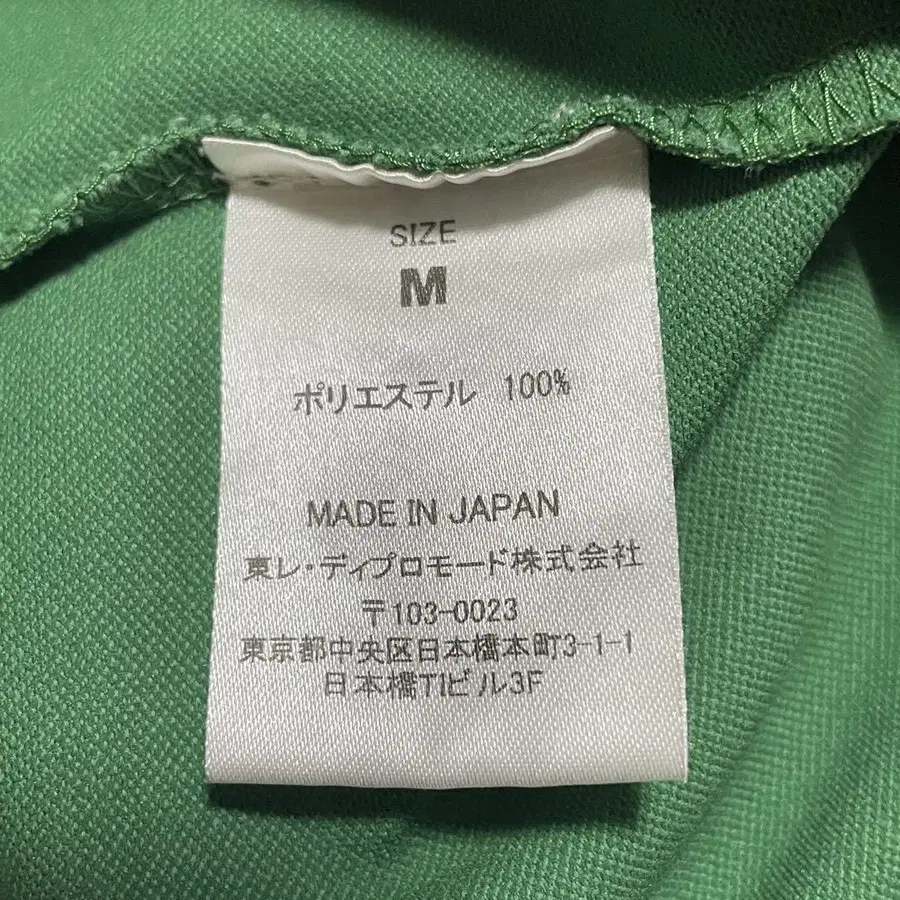 SIZE
M
ポリエステル 100%
MADE IN JAPAN
東レ・ディプロモード株式会社
〒103-0023
東京都中央区日本橋本町3-1-1
日本橋TIビル3F